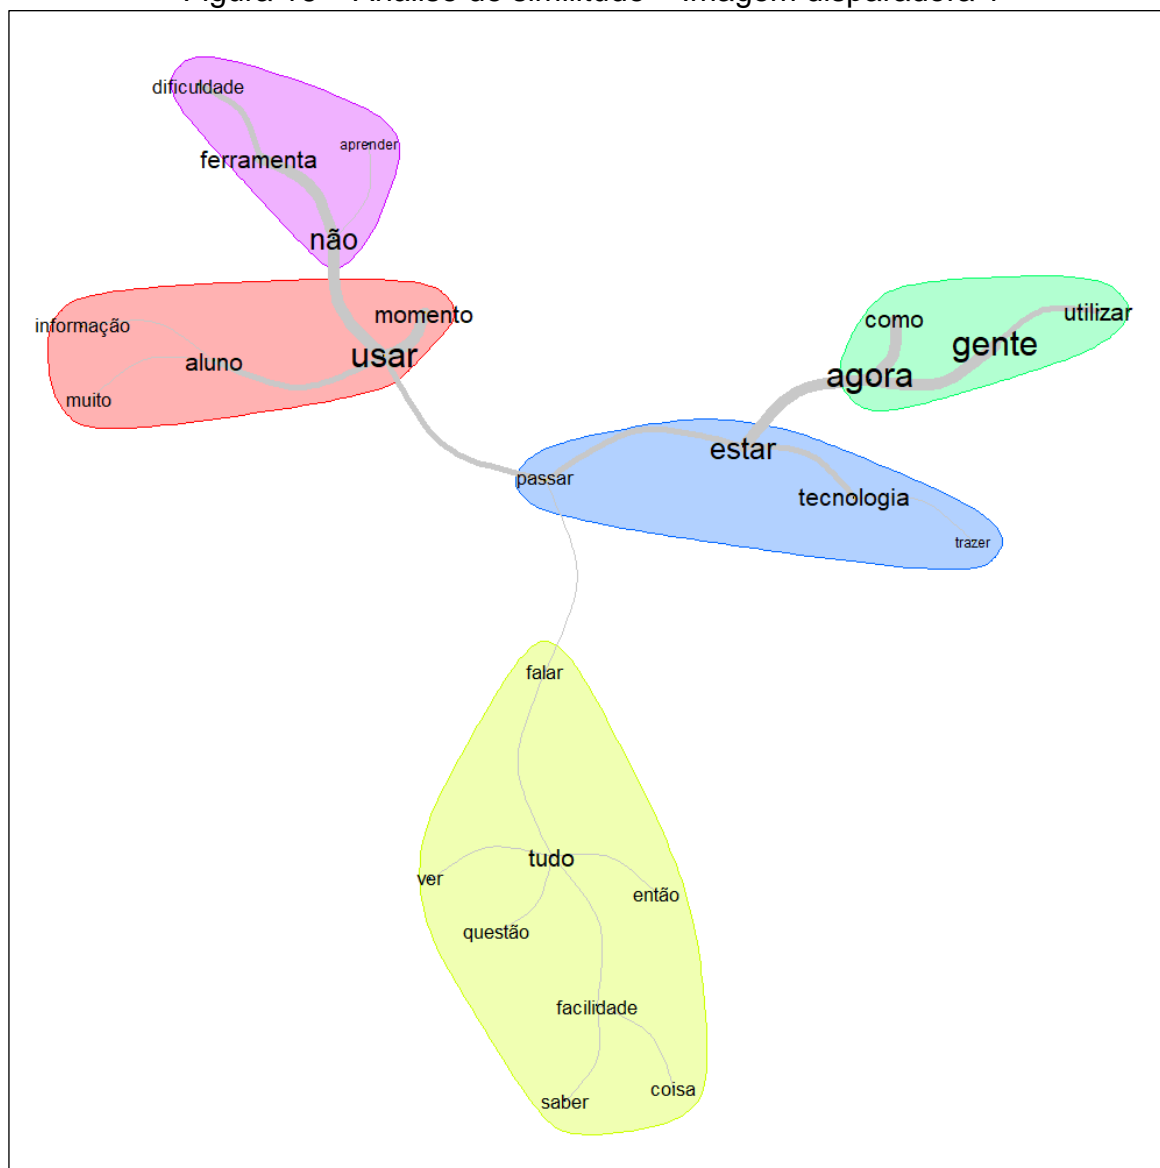 dificuldade
aprender
ferramenta
não
informação
momento
aluno
usar
muito
como
utilizar
gente
agora
estar
passar
tecnologia
trazer
falar
tudo
ver
então
questão
facilidade
saber
coisa